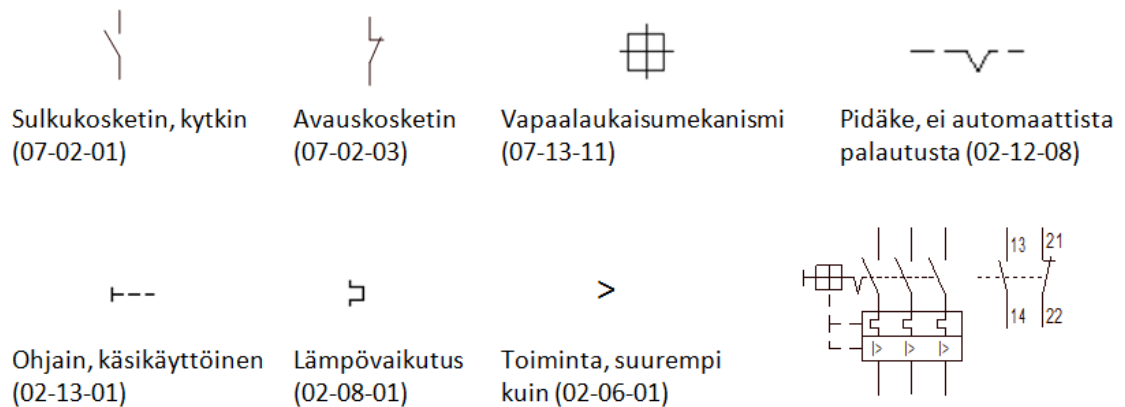 Sulkukosketin, kytkin
(07-02-01)
Avauskosketin
(07-02-03)
Vapaalaukaisumekanismi
(07-13-11)
Pidäke, ei automaattista
palautusta (02-12-08)
Ohjain, käsikäyttöinen
(02-13-01)
Lämpövaikutus
(02-08-01)
>
Toiminta, suurempi
kuin (02-06-01)
13 21
14 22
I> I> I>